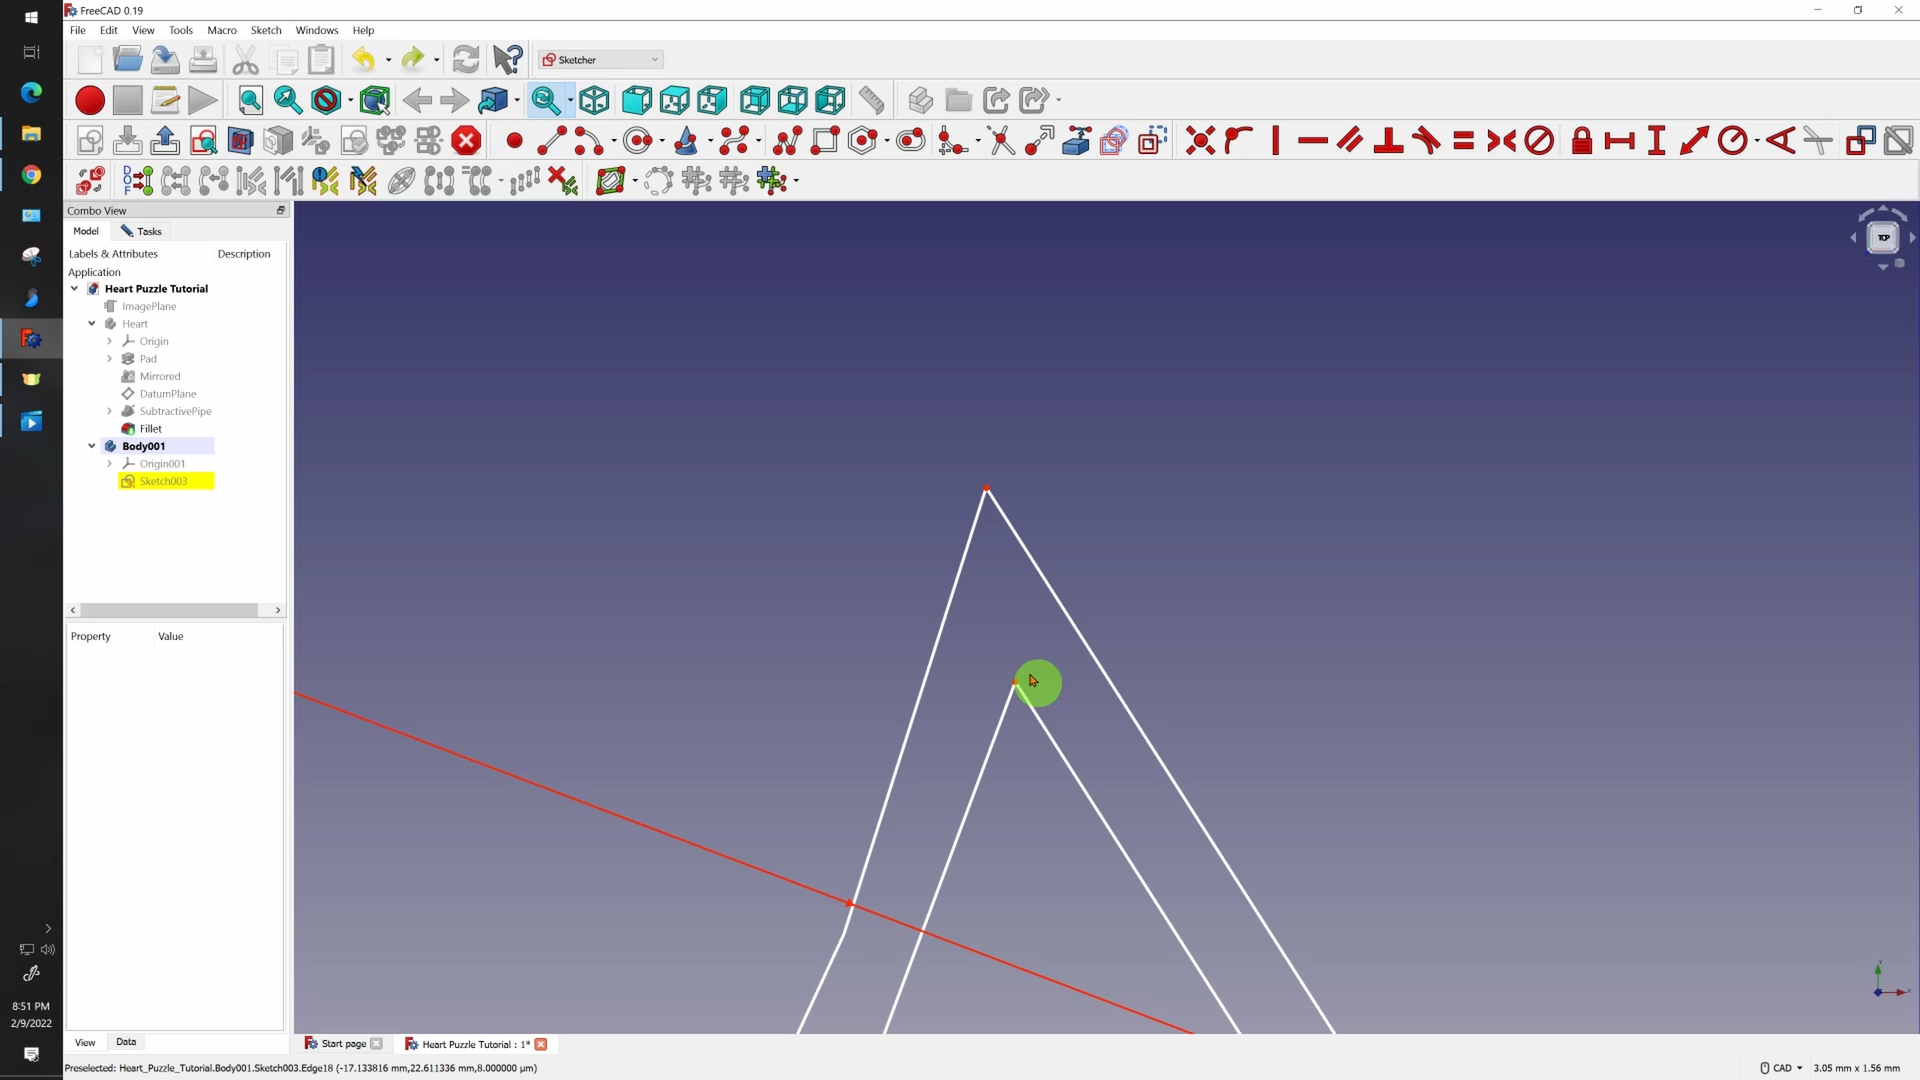 FreeCAD 0.19
File Edit View Tools Macro Sketch Windows Help
Sketcher
Combo View
Model Tasks
Labels & Attributes Description
Application
Heart Puzzle Tutorial
ImagePlane
Heart
Origin
Pad
Mirrored
DatumPlane
SubtractivePipe
Fillet
Body001
Origin001
Sketch003
TOP
Property Value
8:51 PM
2/9/2022
View Data
Start page
Heart Puzzle Tutorial : 1*
Preselected: Heart_Puzzle_Tutorial.Body001.Sketch003.Edge18 (-17.133816 mm,22.611336 mm,8.000000 µm)
CAD
3.05 mm x 1.56 mm